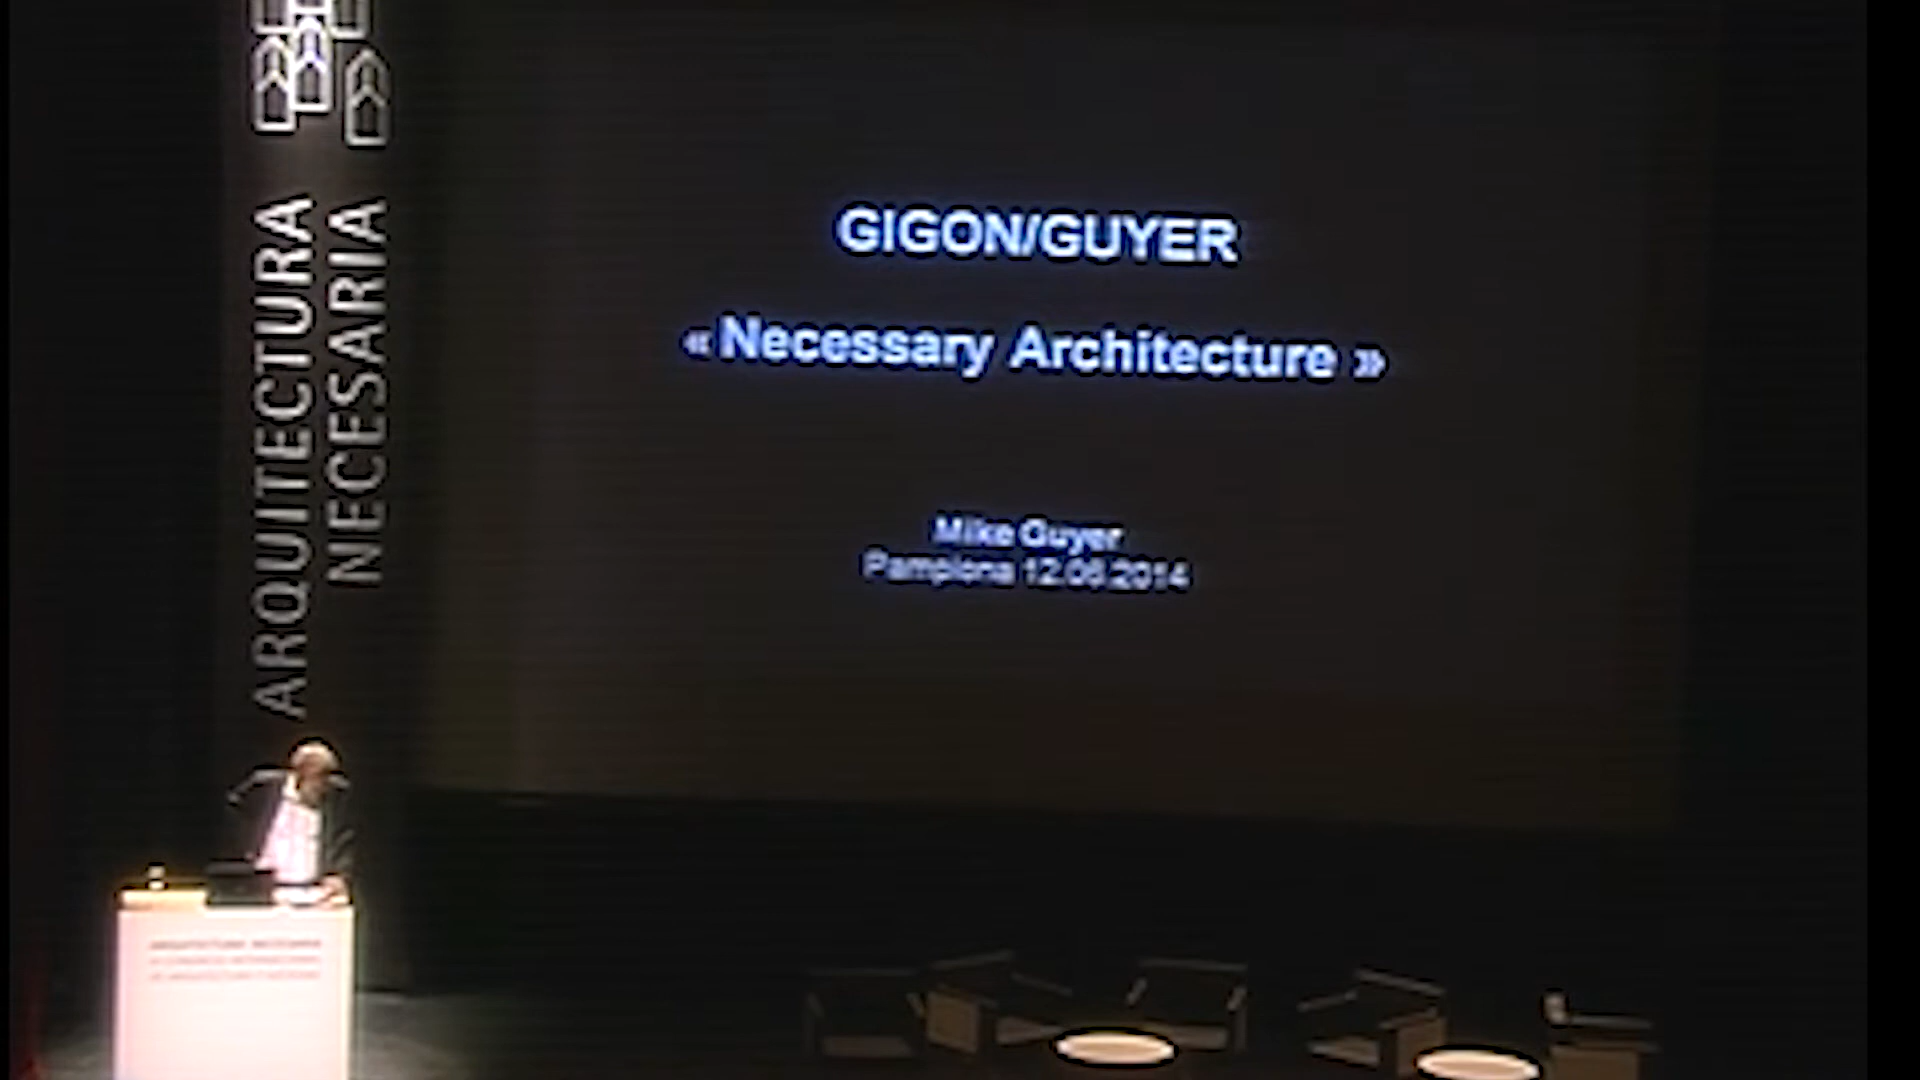 ARQUITECTURA
NECESARIA
GIGON/GUYER
« Necessary Architecture »
Mike Guyer
Pamplona 12.06.2014